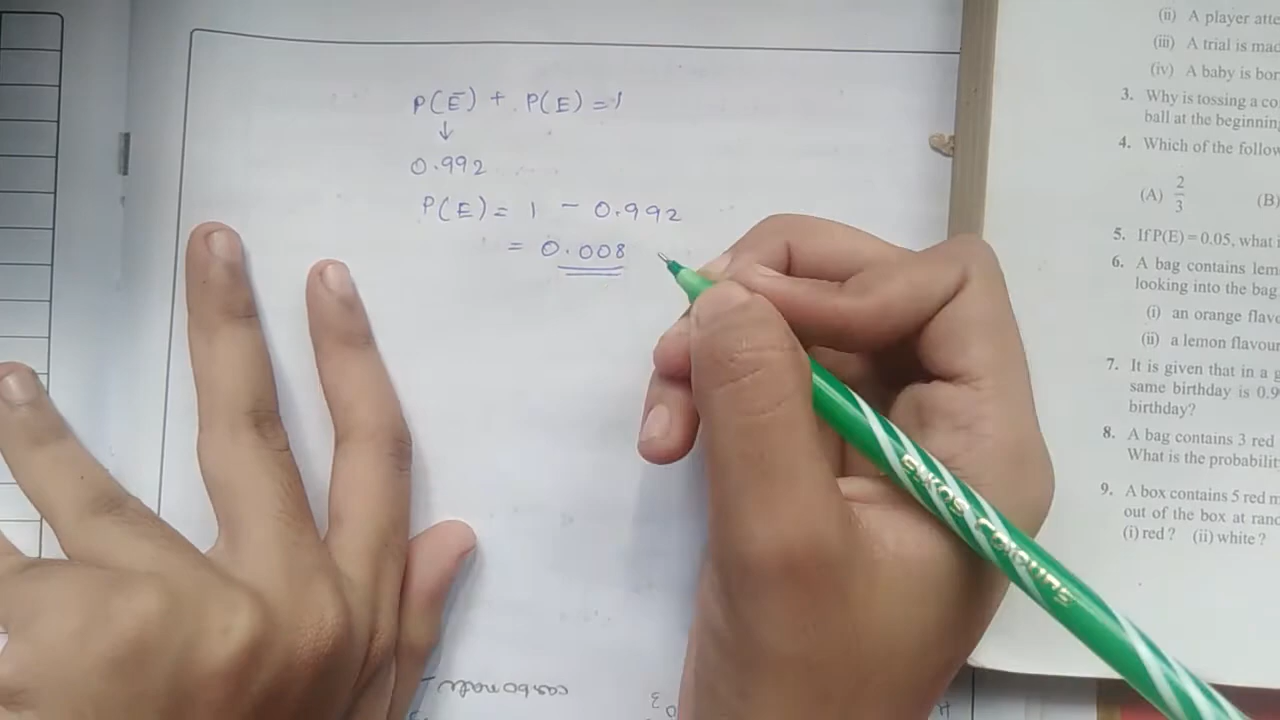 P(E̅) + P(E) = 1
↓
0.992
P(E) = 1 - 0.992
= 0.008
(ii) A player atte
(iii) A trial is mad
(iv) A baby is bor
3. Why is tossing a co
ball at the beginning
4. Which of the follow
(A) 2/3 (B)
5. If P(E) = 0.05, what i
6. A bag contains lem
looking into the bag
(i) an orange flavo
(ii) a lemon flavour
7. It is given that in a g
same birthday is 0.9
birthday?
8. A bag contains 3 red
What is the probabilit
9. A box contains 5 red m
out of the box at rand
(i) red ? (ii) white ?
carbonate